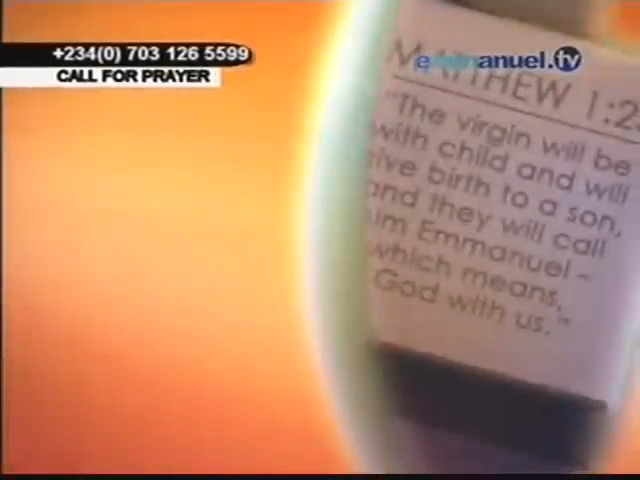 +234(0) 703 126 5599
CALL FOR PRAYER
emmanuel.tv
MATTHEW 1:23
"The virgin will be
with child and will
give birth to a son,
and they will call
him Emmanuel –
which means,
"God with us."